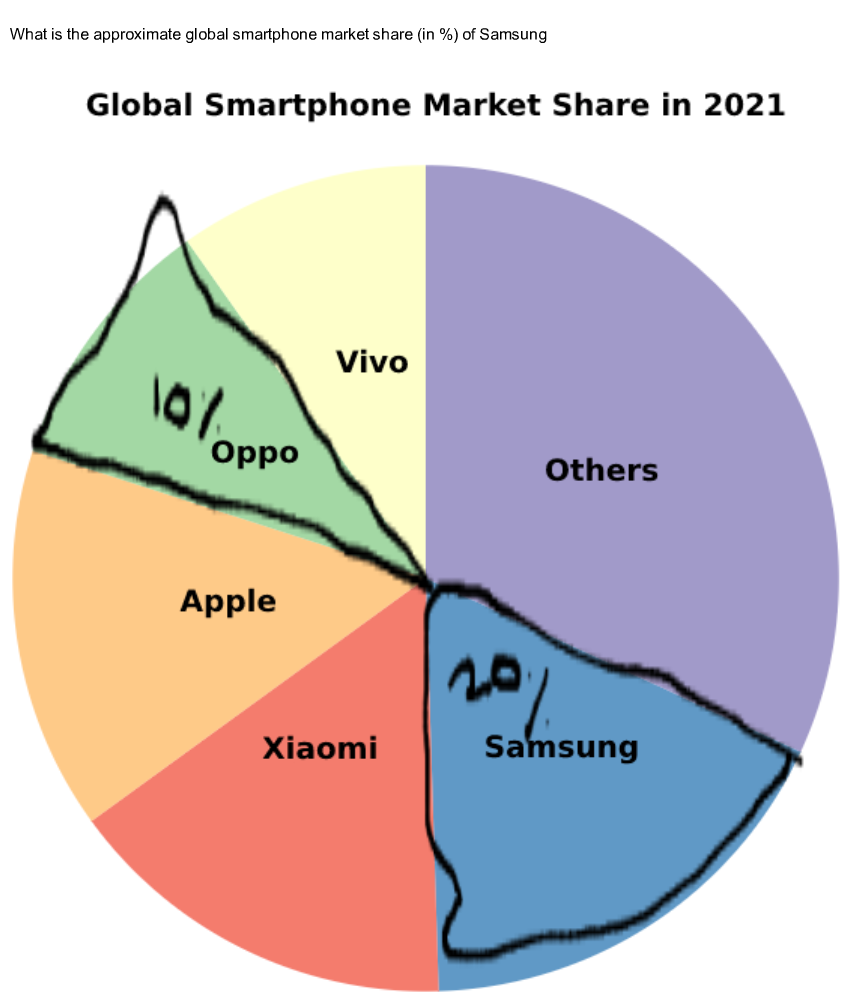 What is the approximate global smartphone market share (in %) of Samsung
Global Smartphone Market Share in 2021
Vivo
10%
Oppo
Others
Apple
20%
Samsung
Xiaomi